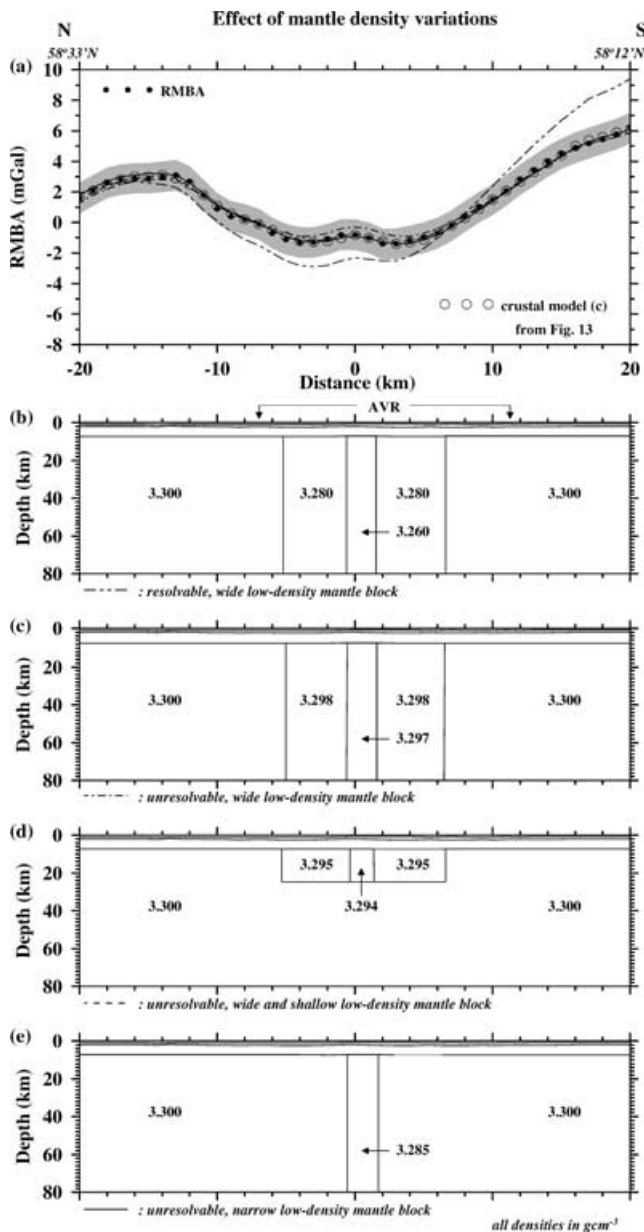 Effect of mantle density variations
N S
58°33'N 58°12'N
(a)
10
8
6
4
2
0
-2
-4
-6
-8
RMBA (mGal)
RMBA
crustal model (c)
from Fig. 13
-20 -10 0 10 20
Distance (km)
AVR
(b)
0
20
40
60
80
Depth (km)
3.300 3.280 3.280 3.300
3.260
: resolvable, wide low-density mantle block
(c)
0
20
40
60
80
Depth (km)
3.300 3.298 3.298 3.300
3.297
: unresolvable, wide low-density mantle block
(d)
0
20
40
60
80
Depth (km)
3.295 3.295
3.300 3.294 3.300
: unresolvable, wide and shallow low-density mantle block
(e)
0
20
40
60
80
Depth (km)
3.300 3.300
3.285
: unresolvable, narrow low-density mantle block
all densities in gcm⁻³